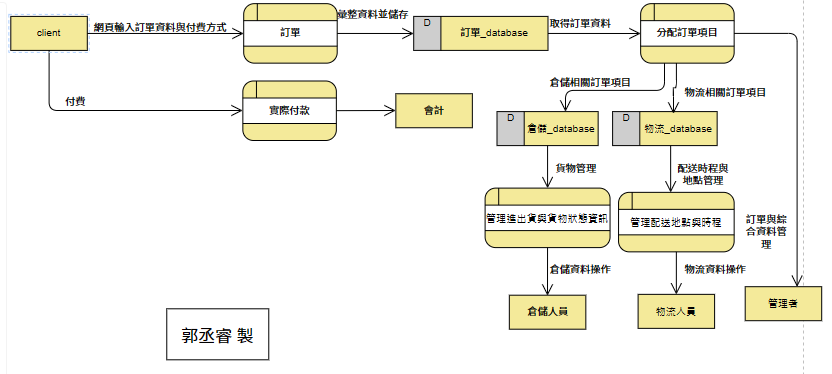 client
網頁輸入訂單資料與付費方式
訂單
彙整資料並儲存
D
訂單_database
取得訂單資料
分配訂單項目
付費
實際付款
會計
倉儲相關訂單項目
物流相關訂單項目
D
倉儲_database
D
物流_database
貨物管理
配送時程與
地點管理
管理進出貨與貨物狀態資訊
管理配送地點與時程
訂單與綜
合資料管
理
倉儲資料操作
物流資料操作
倉儲人員
物流人員
管理者
郭丞睿 製